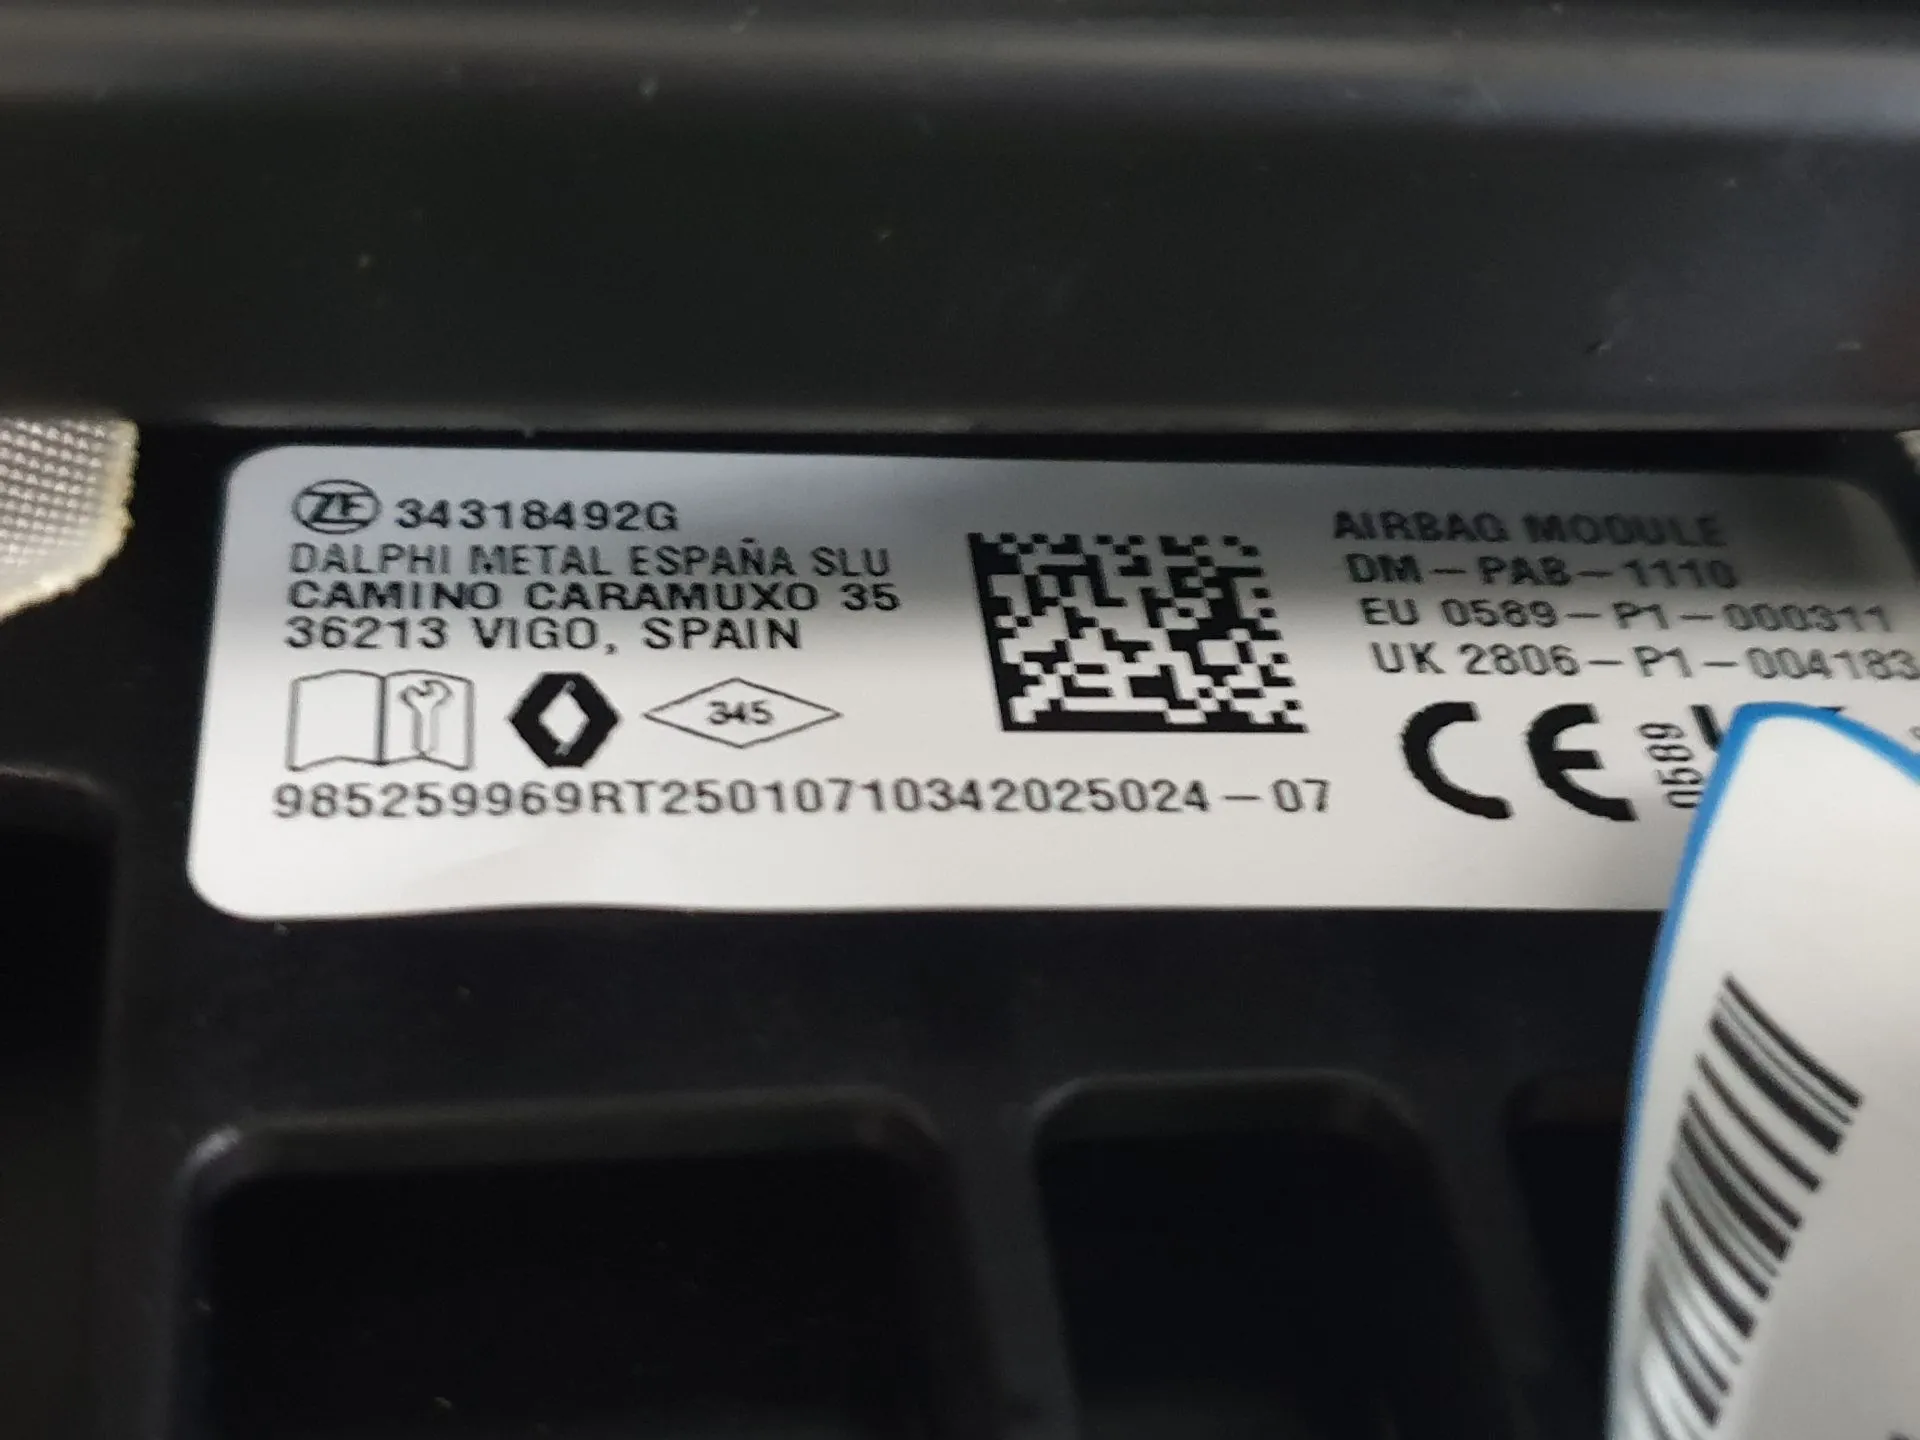 ZF 34318492G
DALPHI METAL ESPAÑA SLU
CAMINO CARAMUXO 35
36213 VIGO, SPAIN
345
985259969RT25010710342025024-07
AIRBAG MODULE
DM-PAB-1110
EU 0589-P1-000311
UK 2806-P1-004183
CE 0589